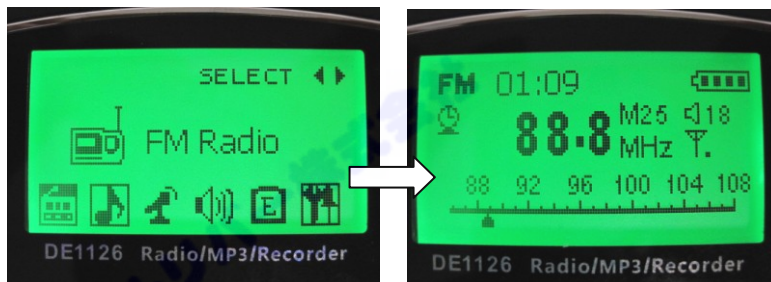 SELECT
FM Radio
E
DE1126 Radio/MP3/Recorder
FM 01:09
88.8 M25 18
MHz
88 92 96 100 104 108
DE1126 Radio/MP3/Recorder